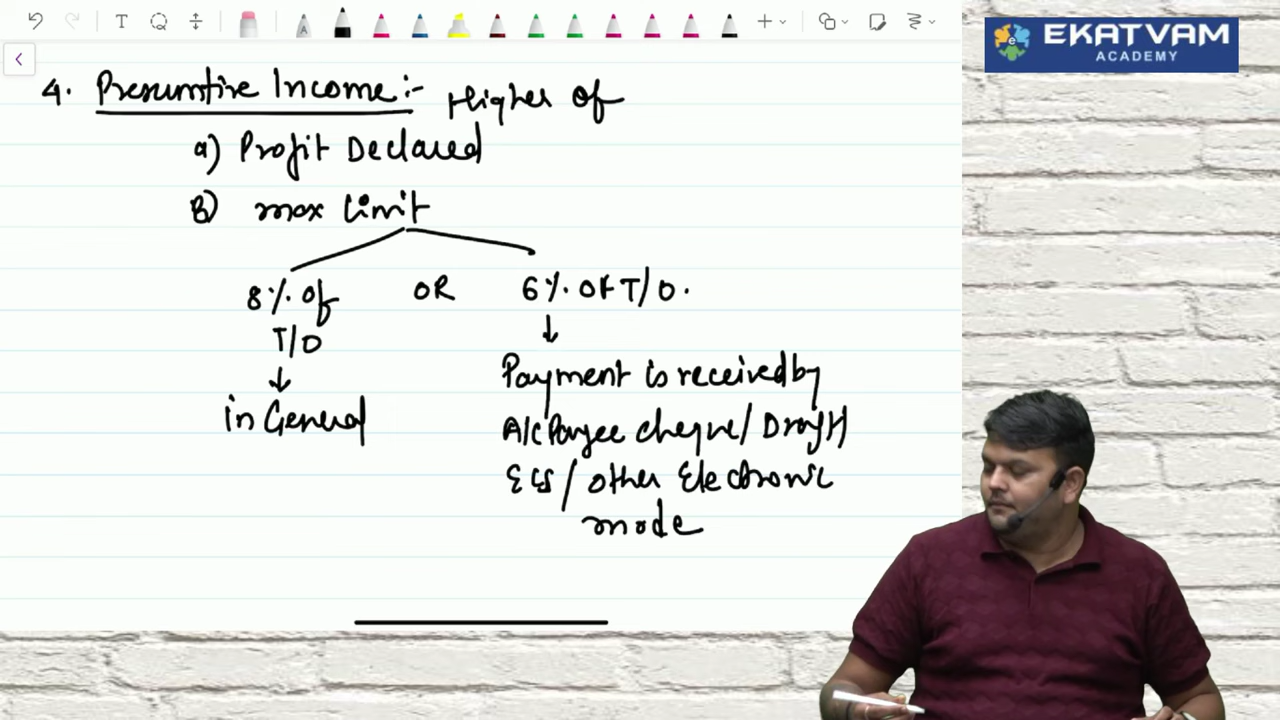 EKATVAM
ACADEMY
4. Presumtive Income:- Higher of
a) Profit Declared
B) max limit
8% of T/O OR 6% OF T/O.
↓ ↓
in General Payment is received by
A/c Payee cheque/ Draft
ECS / other Electronic
mode